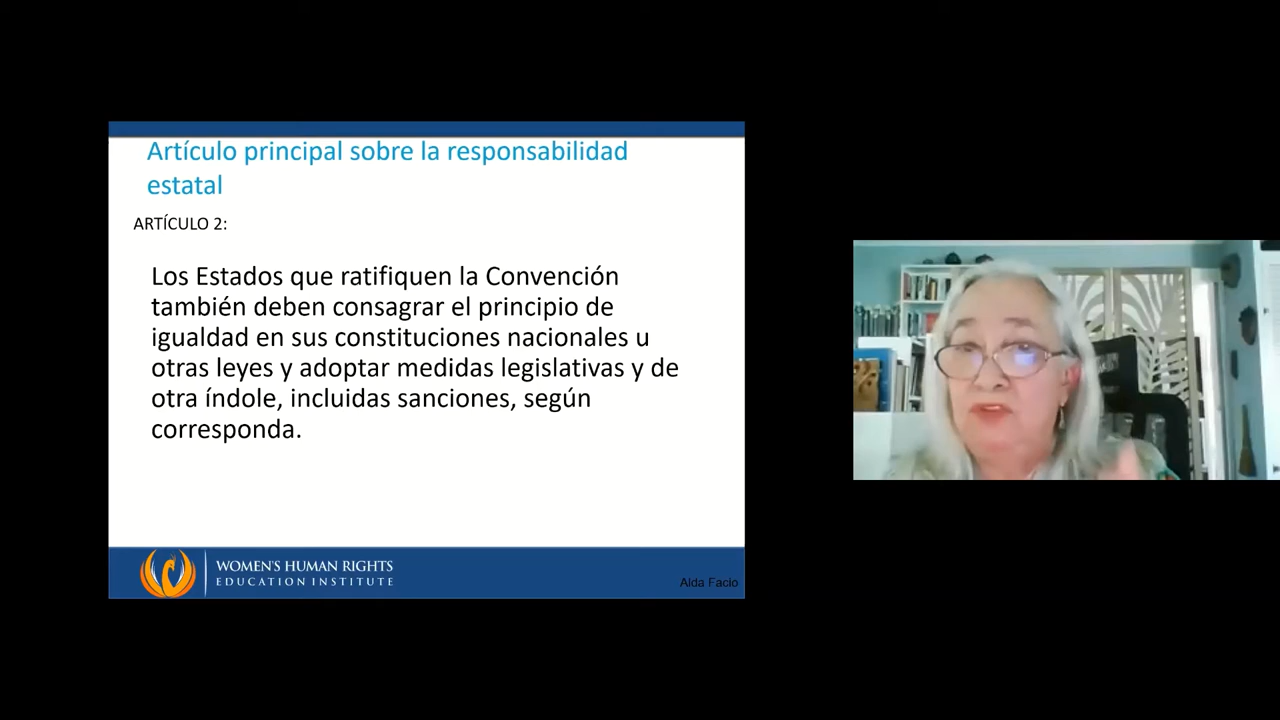 Artículo principal sobre la responsabilidad
estatal
ARTÍCULO 2:
Los Estados que ratifiquen la Convención
también deben consagrar el principio de
igualdad en sus constituciones nacionales u
otras leyes y adoptar medidas legislativas y de
otra índole, incluidas sanciones, según
corresponda.
WOMEN'S HUMAN RIGHTS
EDUCATION INSTITUTE
Alda Facio